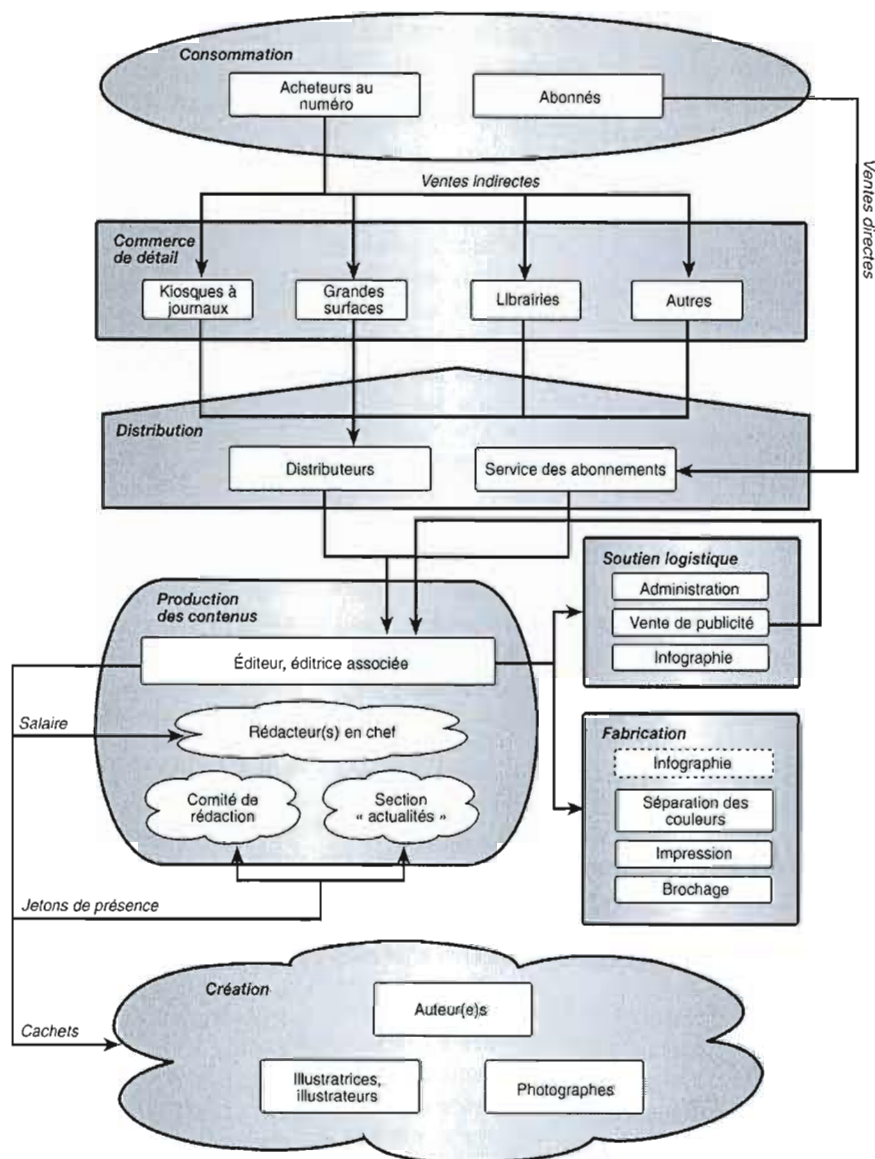 Consommation
Acheteurs au
numéro
Abonnés
Ventes indirectes
Ventes directes
Commerce
de détail
Kiosques à
journaux
Grandes
surfaces
Librairies
Autres
Distribution
Distributeurs
Service des abonnements
Soutien logistique
Administration
Vente de publicité
Infographie
Production
des contenus
Éditeur, éditrice associée
Salaire
Rédacteur(s) en chef
Comité de
rédaction
Section
« actualités »
Fabrication
Infographie
Séparation des
couleurs
Impression
Brochage
Jetons de présence
Création
Auteur(e)s
Cachets
Illustratrices,
illustrateurs
Photographes